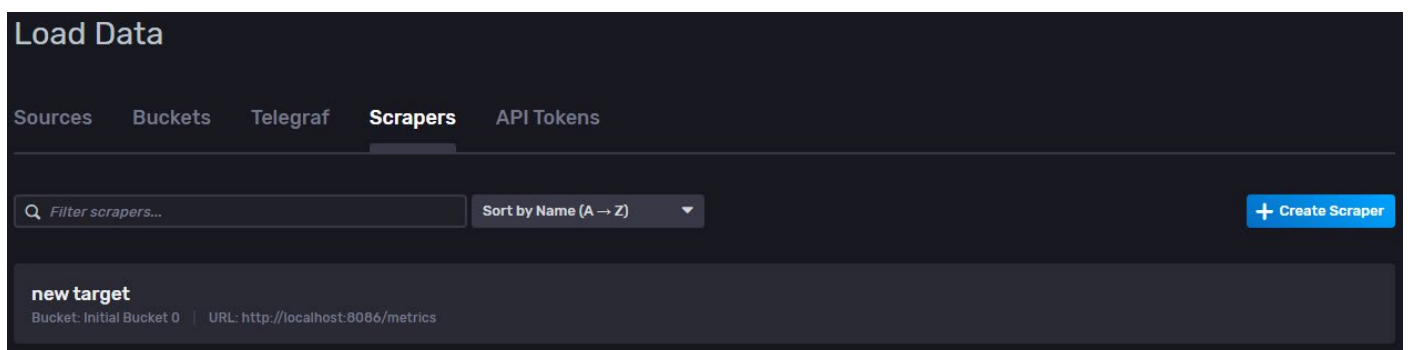 Load Data
Sources Buckets Telegraf Scrapers API Tokens
Filter scrapers... Sort by Name (A → Z) + Create Scraper
new target
Bucket: Initial Bucket 0 | URL: http://localhost:8086/metrics